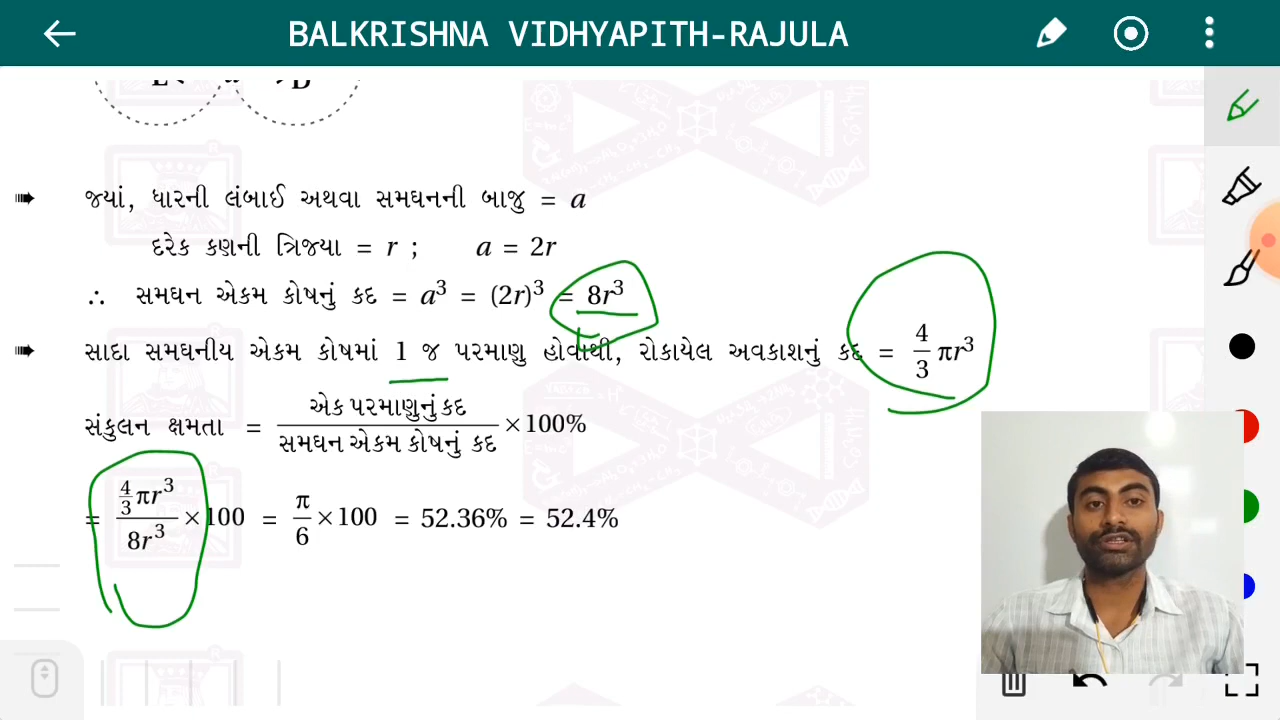 BALKRISHNA VIDHYAPITH-RAJULA
➠ જ્યાં, ધારની લંબાઈ અથવા સમઘનની બાજુ = a
દરેક કણની ત્રિજ્યા = r ; a = 2r
∴ સમઘન એકમ કોષનું કદ = a³ = (2r)³ = 8r³
➠ સાદા સમઘનીય એકમ કોષમાં 1 જ પરમાણુ હોવાથી, રોકાયેલ અવકાશનું કદ = 4/3 πr³
સંકુલન ક્ષમતા = એક પરમાણુનું કદ / સમઘન એકમ કોષનું કદ × 100%
= 4/3 πr³ / 8r³ × 100 = π/6 × 100 = 52.36% = 52.4%